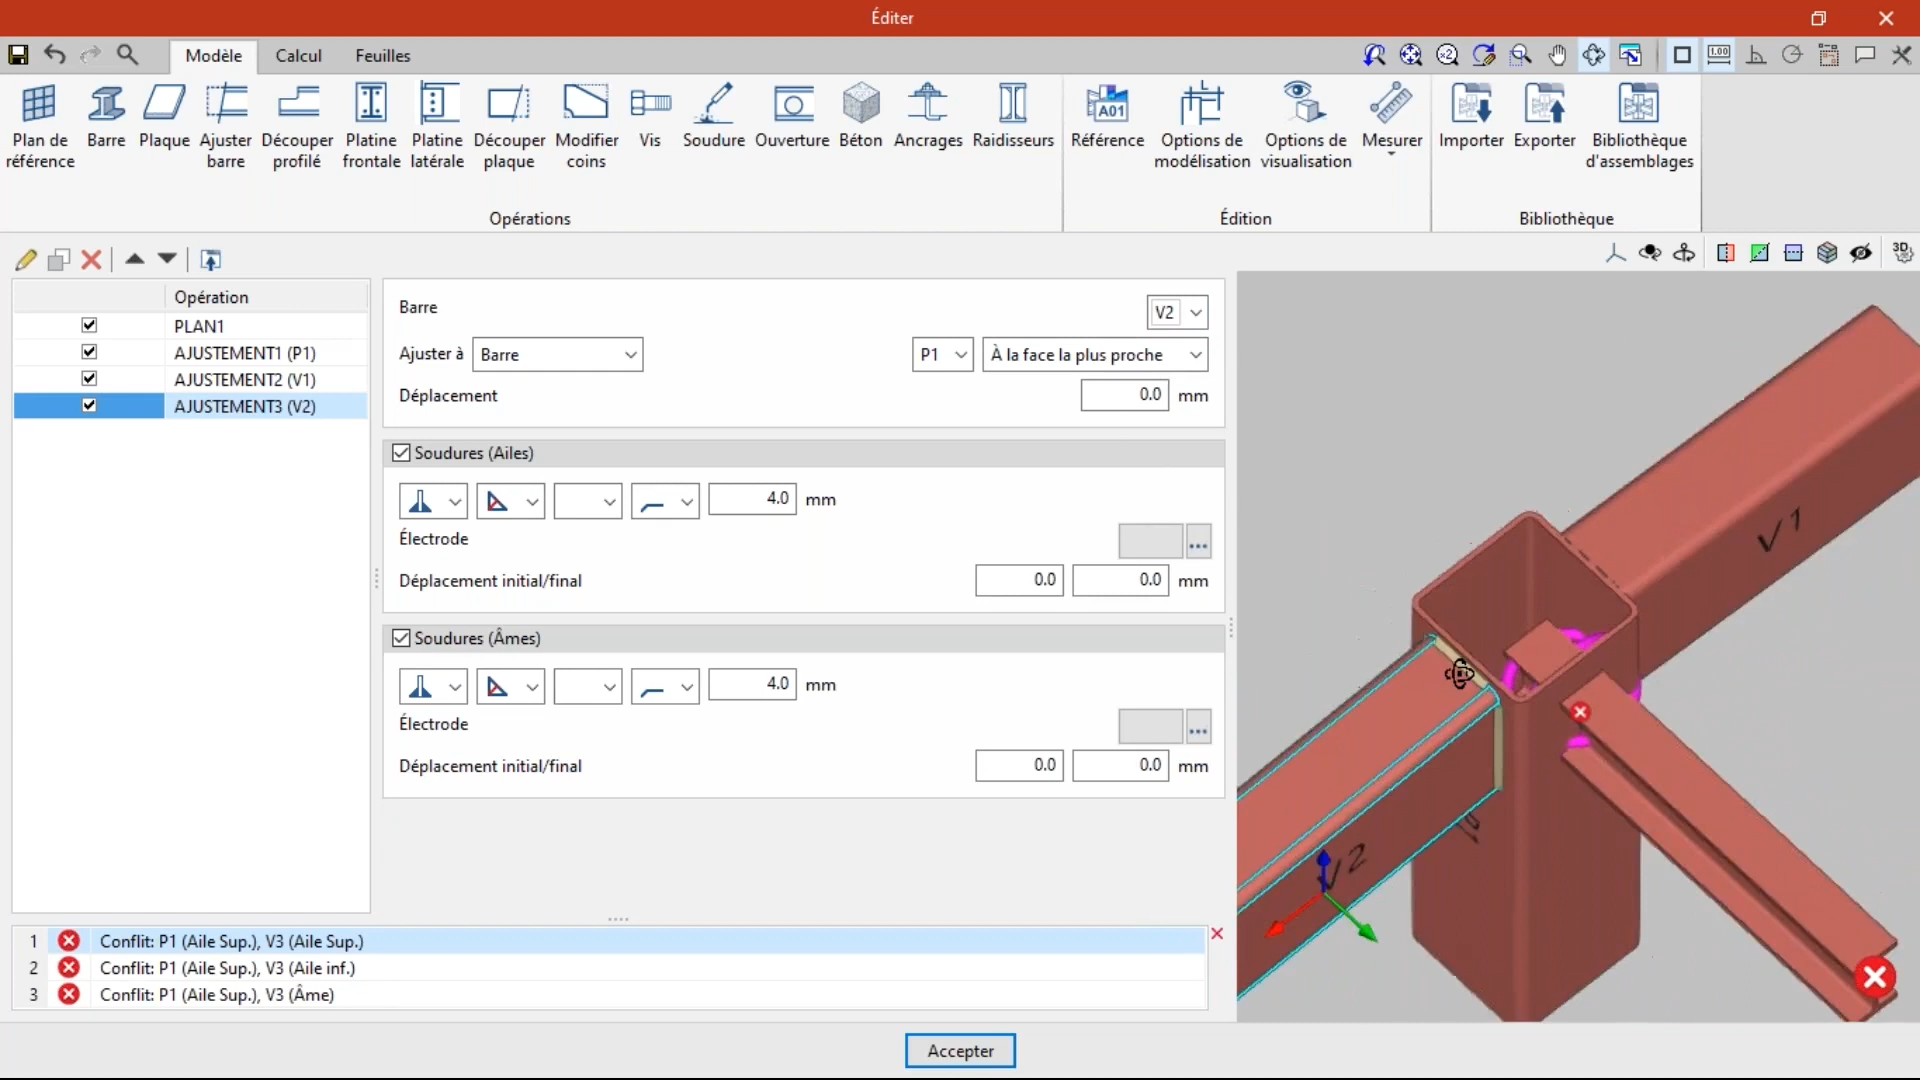 Éditer
Modèle
Calcul
Feuilles
Plan de référence
Barre
Plaque
Ajuster barre
Découper profilé
Platine frontale
Platine latérale
Découper plaque
Modifier coins
Vis
Soudure
Ouverture
Béton
Ancrages
Raidisseurs
Référence
Options de modélisation
Options de visualisation
Mesurer
Importer
Exporter
Bibliothèque d'assemblages
Opérations
Édition
Bibliothèque
Opération
PLAN1
AJUSTEMENT1 (P1)
AJUSTEMENT2 (V1)
AJUSTEMENT3 (V2)
Barre
V2
Ajuster à
Barre
P1
À la face la plus proche
Déplacement
0.0 mm
Soudures (Ailes)
4.0 mm
Électrode
...
Déplacement initial/final
0.0
0.0 mm
Soudures (Âmes)
4.0 mm
Électrode
...
Déplacement initial/final
0.0
0.0 mm
V1
V2
1 Conflit: P1 (Aile Sup.), V3 (Aile Sup.)
2 Conflit: P1 (Aile Sup.), V3 (Aile inf.)
3 Conflit: P1 (Aile Sup.), V3 (Âme)
Accepter